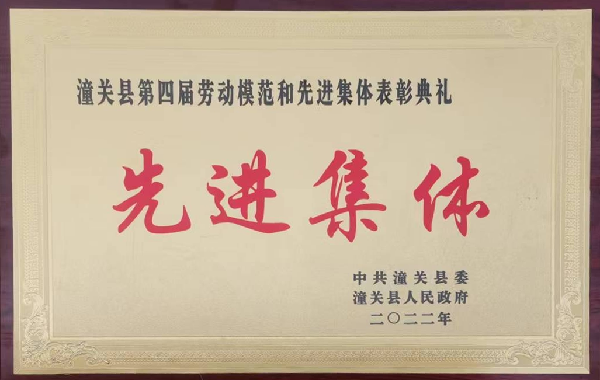 潼关县第四届劳动模范和先进集体表彰典礼
先进集体
中共潼关县委
潼关县人民政府
二〇二二年